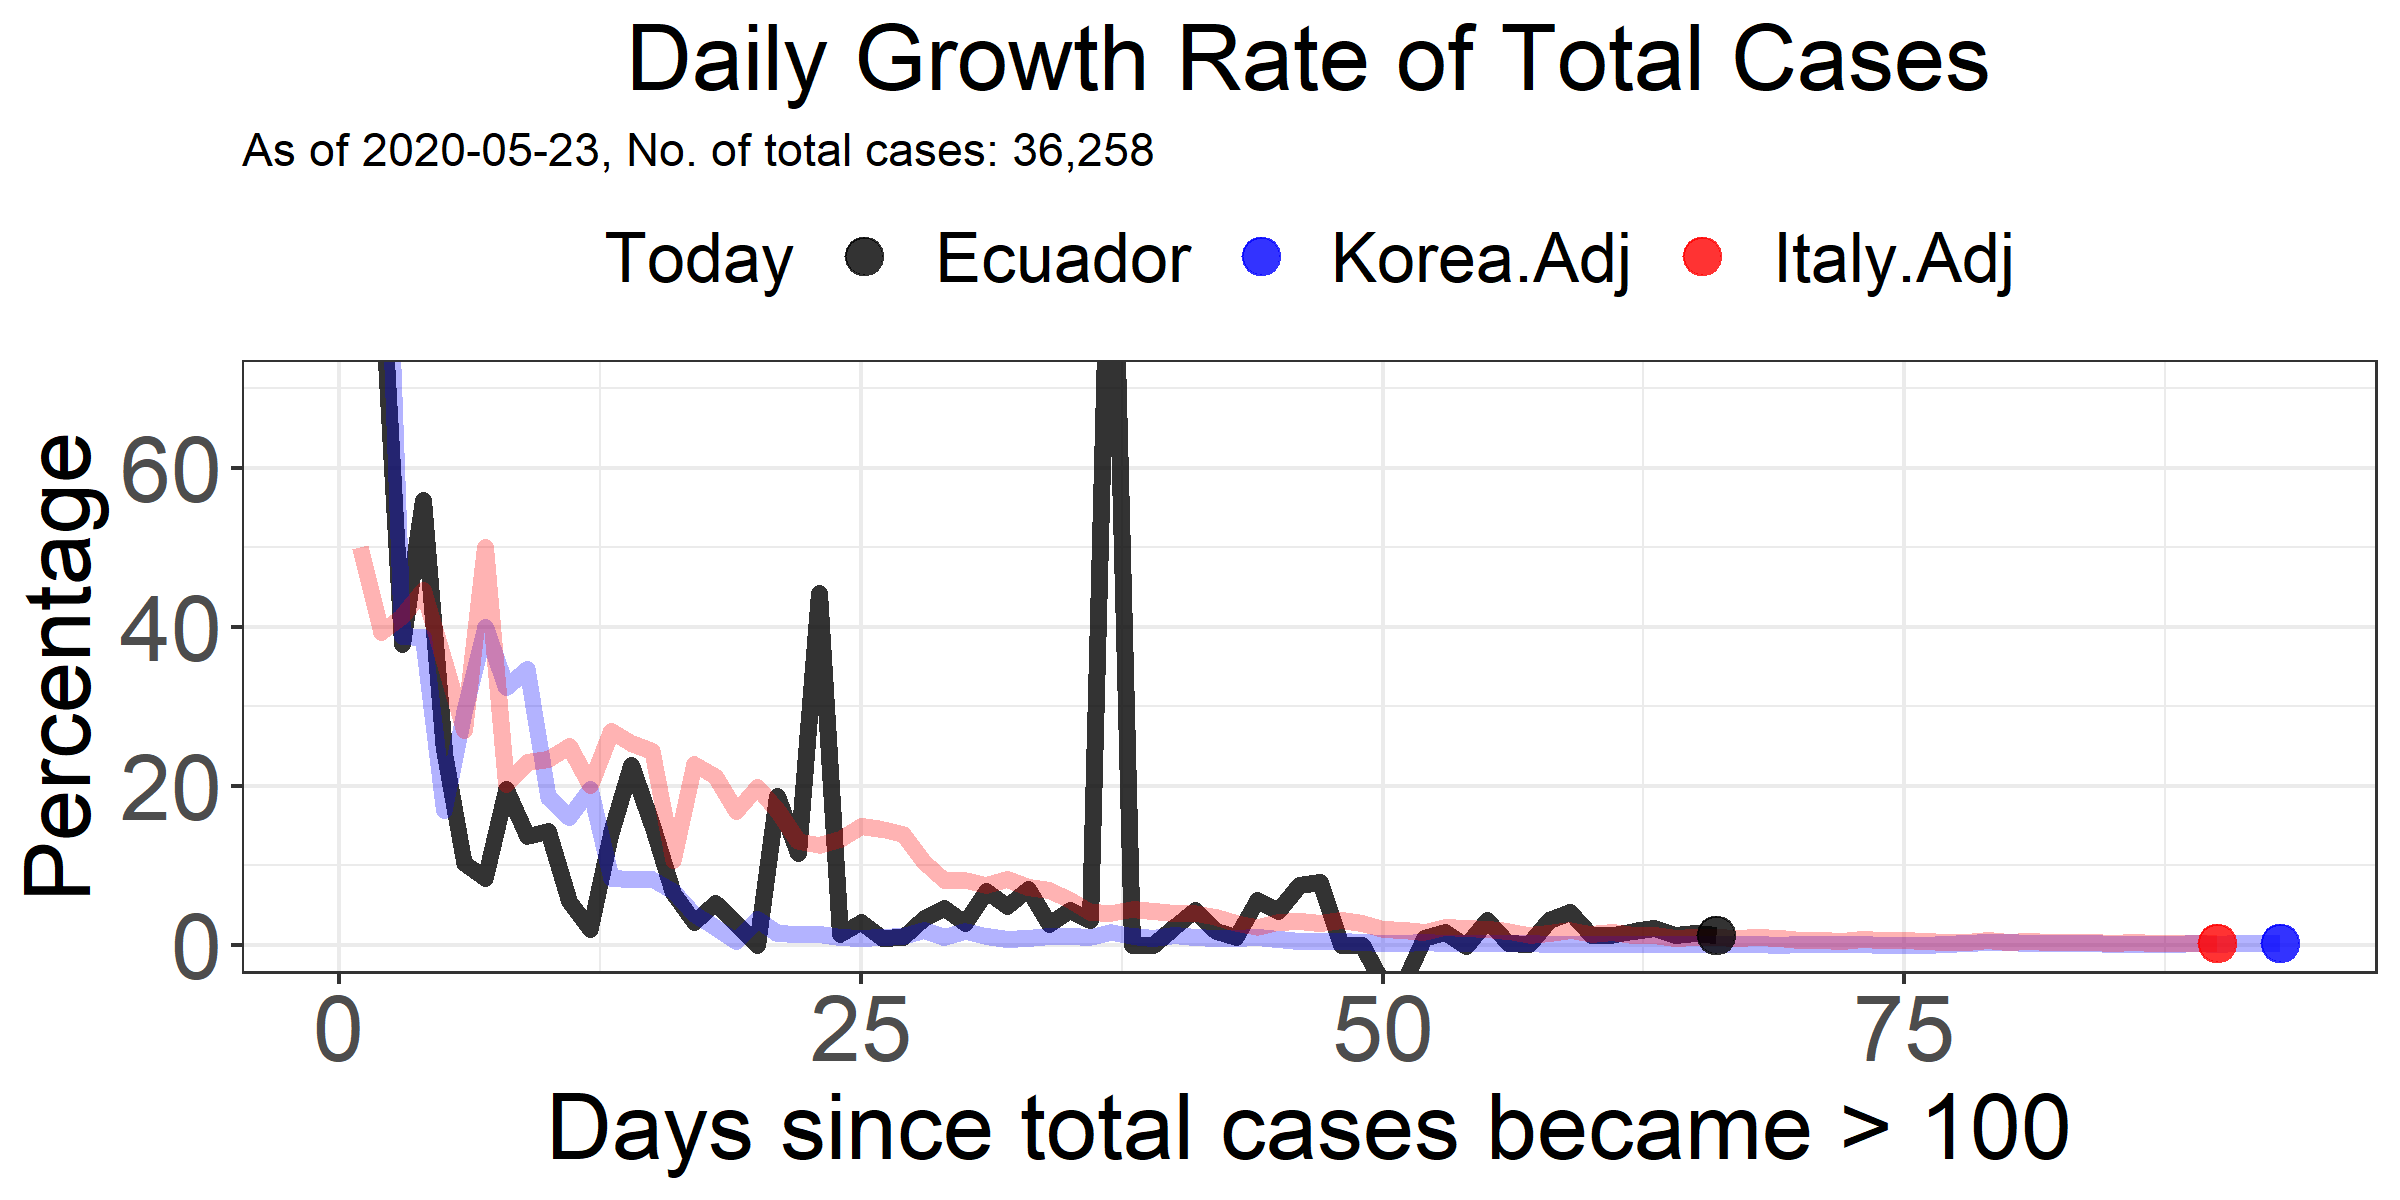 Daily Growth Rate of Total Cases
As of 2020-05-23, No. of total cases: 36,258
Today Ecuador Korea.Adj Italy.Adj
Percentage
60
40
20
0
0 25 50 75
Days since total cases became > 100